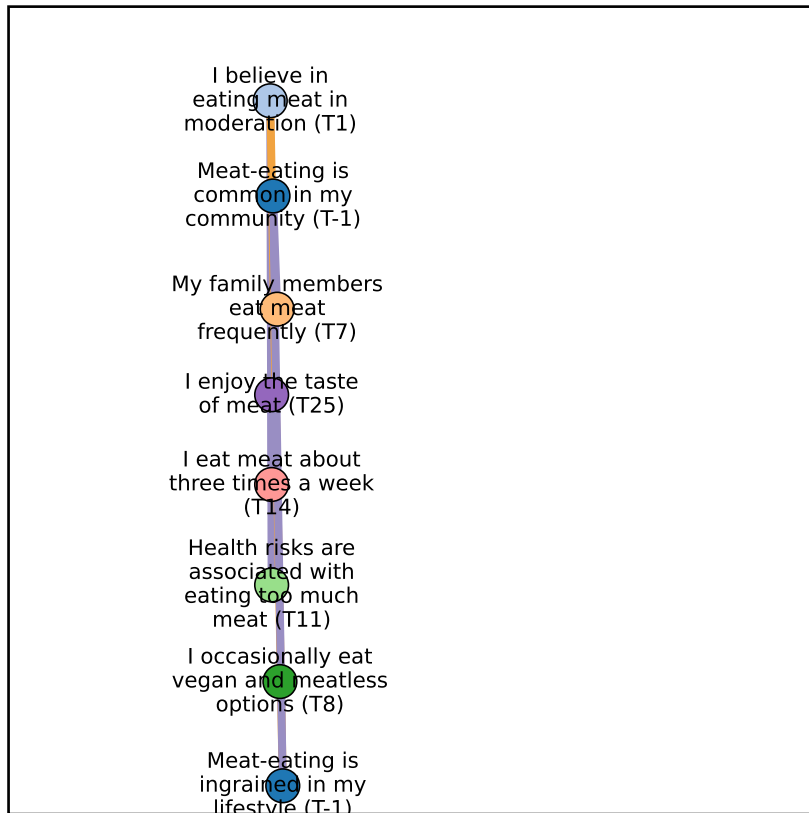 I believe in
eating meat in
moderation (T1)
Meat-eating is
common in my
community (T-1)
My family members
eat meat
frequently (T7)
I enjoy the taste
of meat (T25)
I eat meat about
three times a week
(T14)
Health risks are
associated with
eating too much
meat (T11)
I occasionally eat
vegan and meatless
options (T8)
Meat-eating is
ingrained in my
lifestyle (T-1)